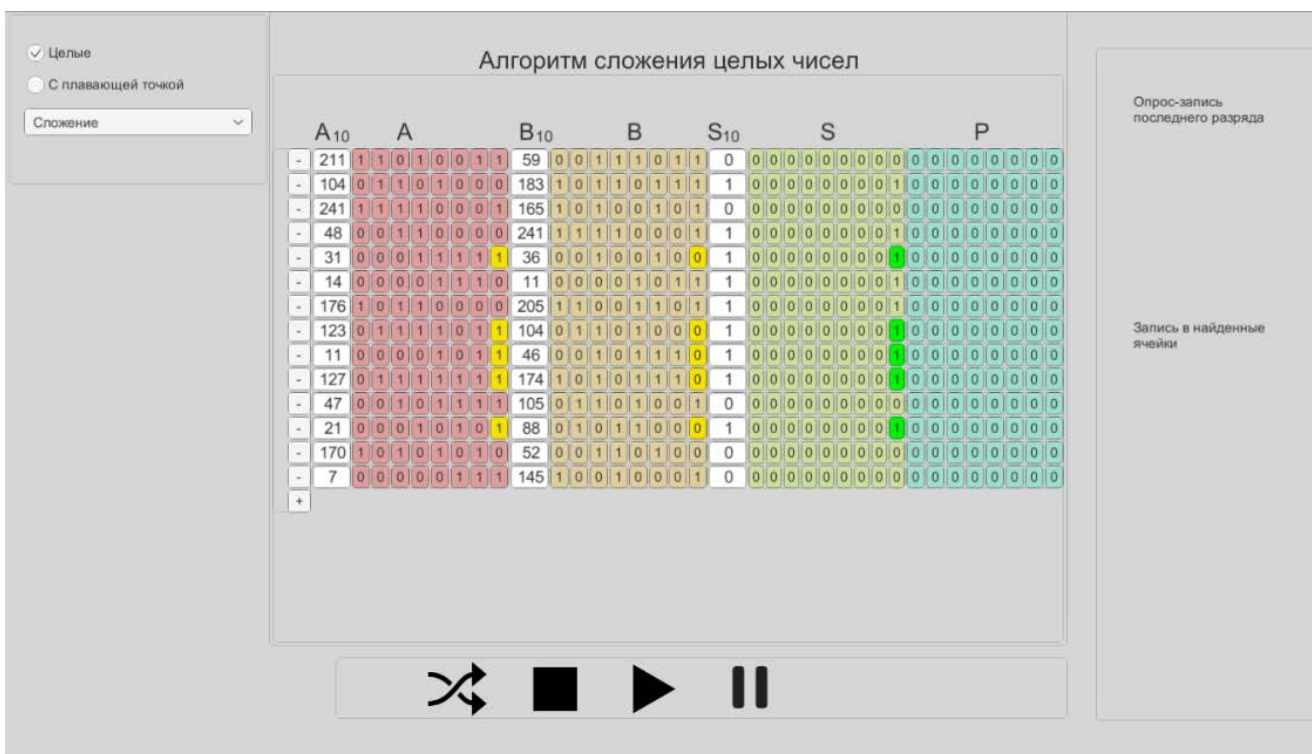 Целые
С плавающей точкой
Сложение
Алгоритм сложения целых чисел
A10 A B10 B S10 S P
- 211 1 1 0 1 0 0 1 1 59 0 0 1 1 1 0 1 1 0 0 0 0 0 0 0 0 0 0 0 0 0 0 0 0 0 0
- 104 0 1 1 0 1 0 0 0 183 1 0 1 1 0 1 1 1 1 0 0 0 0 0 0 0 0 1 0 0 0 0 0 0 0 0
- 241 1 1 1 1 0 0 0 1 165 1 0 1 0 0 1 0 1 0 0 0 0 0 0 0 0 0 0 0 0 0 0 0 0 0 0
- 48 0 0 1 1 0 0 0 0 241 1 1 1 1 0 0 0 1 1 0 0 0 0 0 0 0 0 1 0 0 0 0 0 0 0 0
- 31 0 0 0 1 1 1 1 1 36 0 0 1 0 0 1 0 0 1 0 0 0 0 0 0 0 0 1 0 0 0 0 0 0 0 0
- 14 0 0 0 0 1 1 1 0 11 0 0 0 0 1 0 1 1 1 0 0 0 0 0 0 0 0 1 0 0 0 0 0 0 0 0
- 176 1 0 1 1 0 0 0 0 205 1 1 0 0 1 1 0 1 1 0 0 0 0 0 0 0 0 1 0 0 0 0 0 0 0 0
- 123 0 1 1 1 1 0 1 1 104 0 1 1 0 1 0 0 0 1 0 0 0 0 0 0 0 0 1 0 0 0 0 0 0 0 0
- 11 0 0 0 0 1 0 1 1 46 0 0 1 0 1 1 1 0 1 0 0 0 0 0 0 0 0 1 0 0 0 0 0 0 0 0
- 127 0 1 1 1 1 1 1 1 174 1 0 1 0 1 1 1 0 1 0 0 0 0 0 0 0 0 1 0 0 0 0 0 0 0 0
- 47 0 0 1 0 1 1 1 1 105 0 1 1 0 1 0 0 1 0 0 0 0 0 0 0 0 0 0 0 0 0 0 0 0 0 0
- 21 0 0 0 1 0 1 0 1 88 0 1 0 1 1 0 0 0 1 0 0 0 0 0 0 0 0 1 0 0 0 0 0 0 0 0
- 170 1 0 1 0 1 0 1 0 52 0 0 1 1 0 1 0 0 0 0 0 0 0 0 0 0 0 0 0 0 0 0 0 0 0 0
- 7 0 0 0 0 0 1 1 1 145 1 0 0 1 0 0 0 1 0 0 0 0 0 0 0 0 0 0 0 0 0 0 0 0 0 0
+
Опрос-запись
последнего разряда
Запись в найденные
ячейки